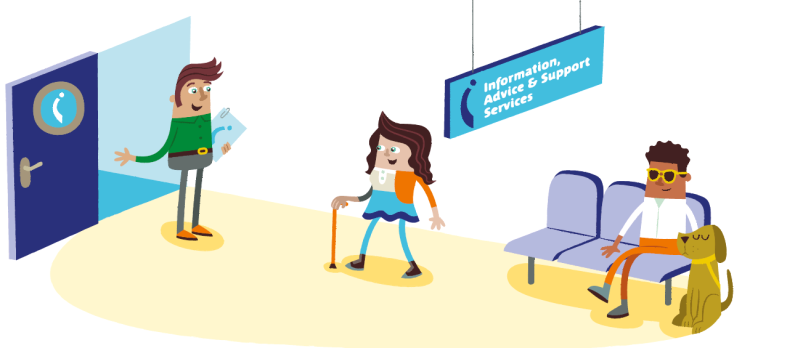 Information,
Advice & Support
Services